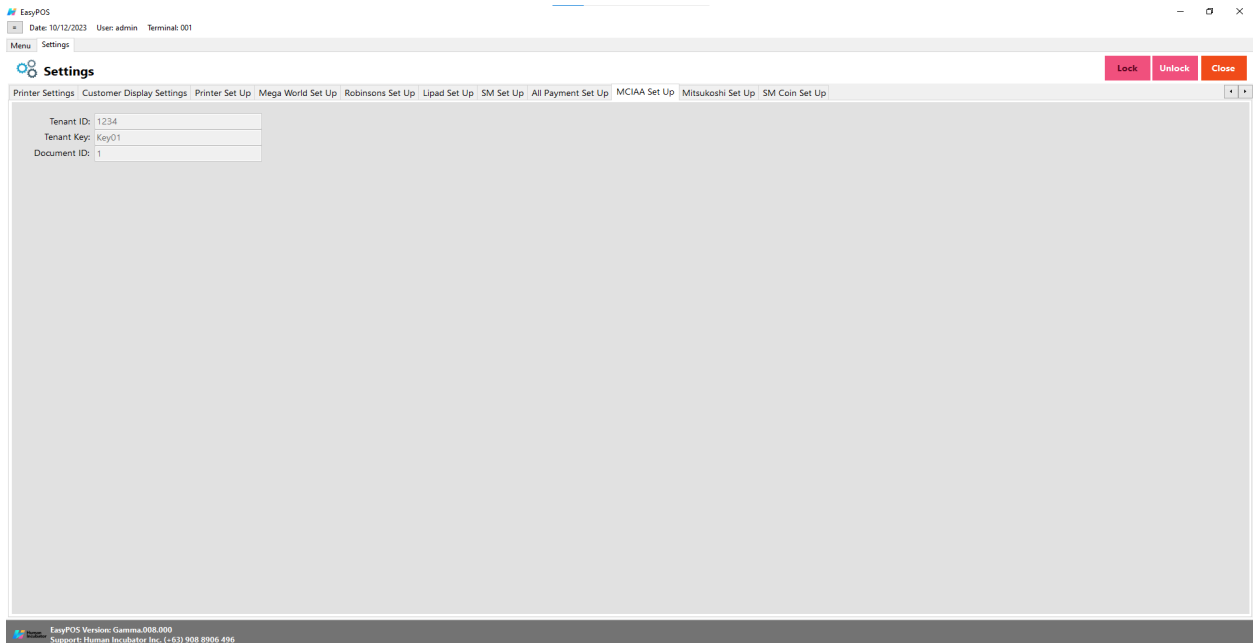 EasyPOS
Date: 10/12/2023 User: admin Terminal: 001
Menu Settings
Settings
Lock Unlock Close
Printer Settings Customer Display Settings Printer Set Up Mega World Set Up Robinsons Set Up Lipad Set Up SM Set Up All Payment Set Up MCIAA Set Up Mitsukoshi Set Up SM Coin Set Up
Tenant ID: 1234
Tenant Key: Key01
Document ID: 1
Human Incubator
EasyPOS Version: Gamma.008.000
Support: Human Incubator Inc. (+63) 908 8906 496